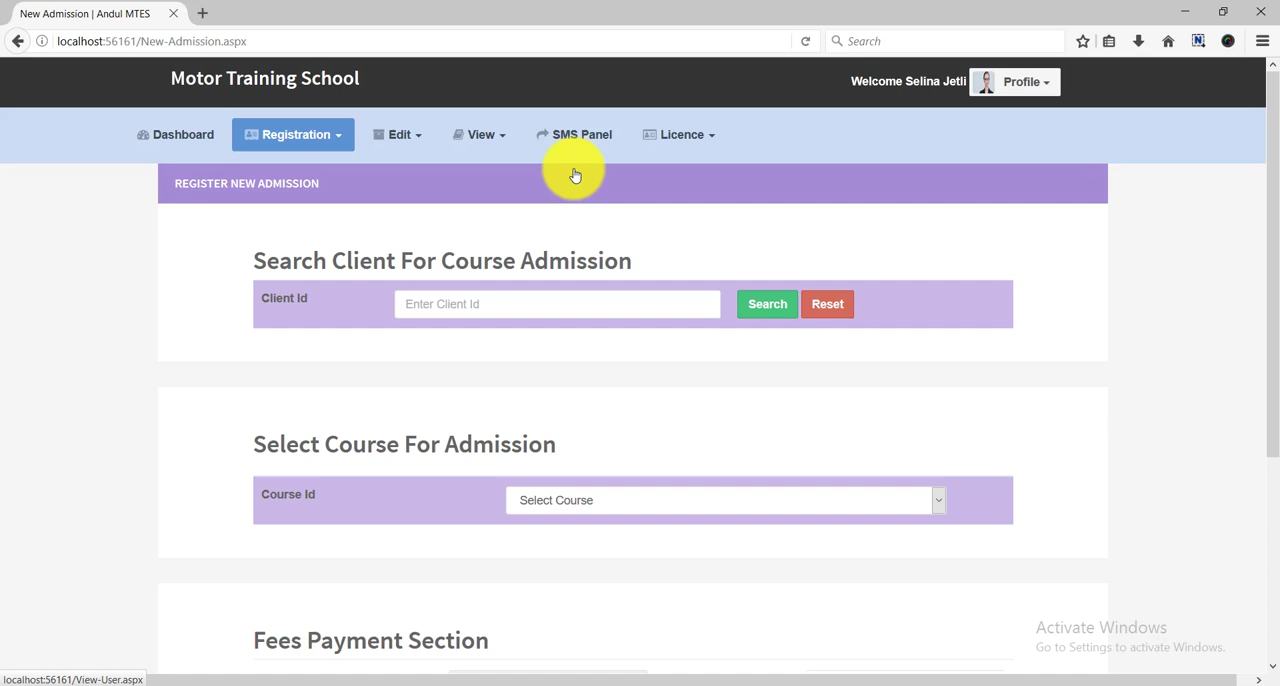 New Admission | Andul MTES
localhost:56161/New-Admission.aspx
Search
Motor Training School
Welcome Selina Jetli
Profile
Dashboard
Registration
Edit
View
SMS Panel
Licence
REGISTER NEW ADMISSION
Search Client For Course Admission
Client Id
Enter Client Id
Search
Reset
Select Course For Admission
Course Id
Select Course
Fees Payment Section
Activate Windows
Go to Settings to activate Windows.
localhost:56161/View-User.aspx